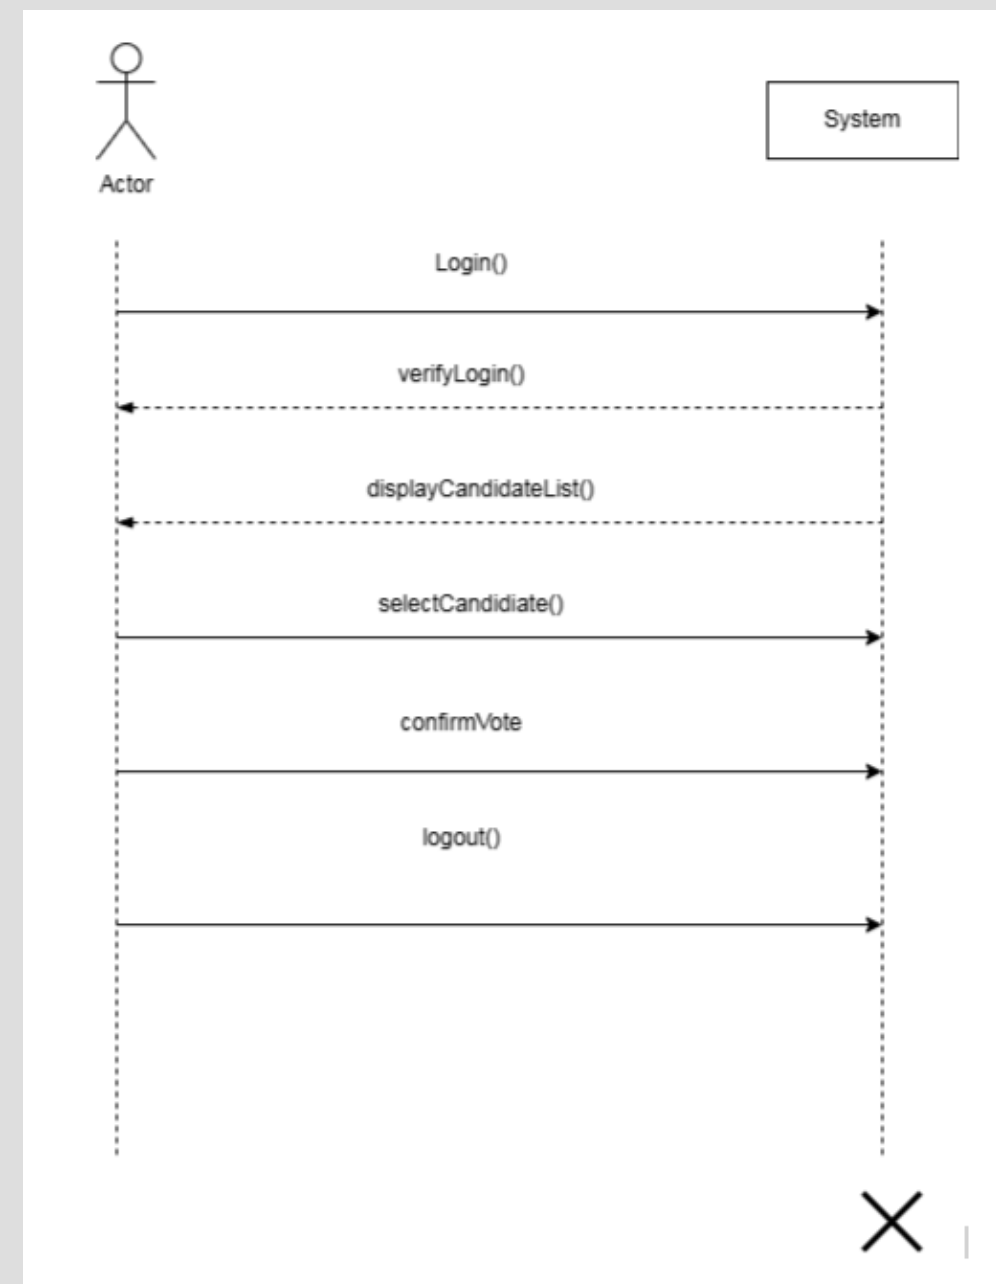 System
Actor
Login()
verifyLogin()
displayCandidateList()
selectCandidiate()
confirmVote
logout()